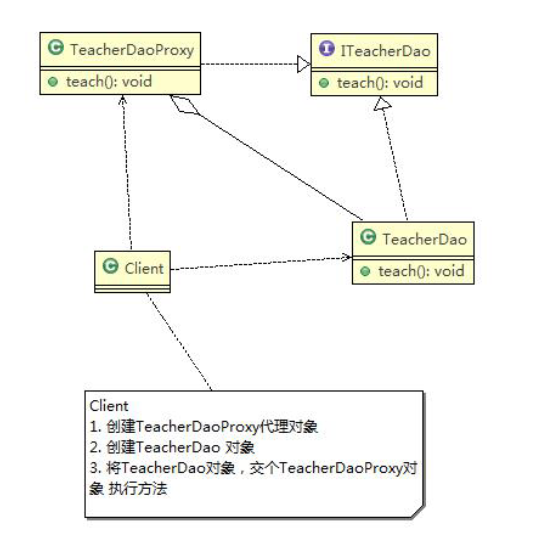 C TeacherDaoProxy
teach(): void
I ITeacherDao
teach(): void
C TeacherDao
teach(): void
C Client
Client
1. 创建TeacherDaoProxy代理对象
2. 创建TeacherDao 对象
3. 将TeacherDao对象，交个TeacherDaoProxy对
象 执行方法